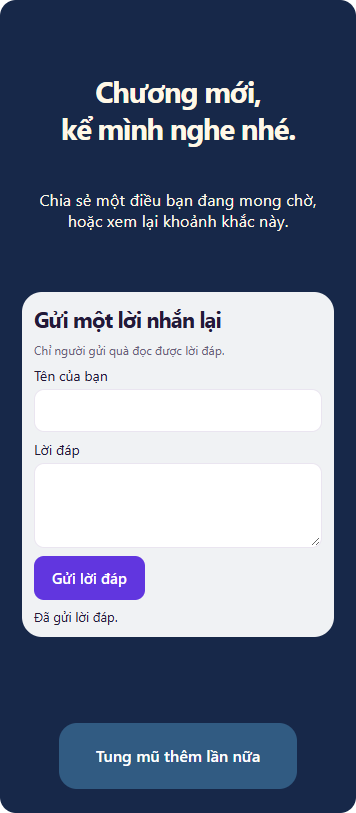 Chương mới,
kể mình nghe nhé.
Chia sẻ một điều bạn đang mong chờ,
hoặc xem lại khoảnh khắc này.
Gửi một lời nhắn lại
Chỉ người gửi quà đọc được lời đáp.
Tên của bạn
Lời đáp
Gửi lời đáp
Đã gửi lời đáp.
Tung mũ thêm lần nữa